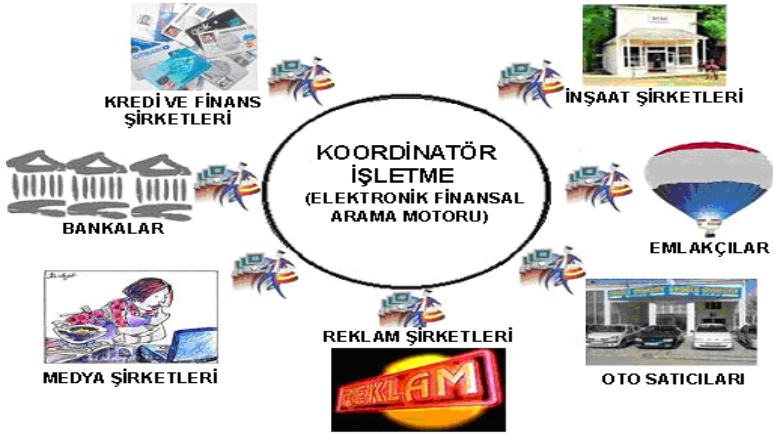 KREDİ VE FİNANS
ŞİRKETLERİ
İNŞAAT ŞİRKETLERİ
KOORDİNATÖR
İŞLETME
(ELEKTRONİK FİNANSAL
ARAMA MOTORU)
BANKALAR
EMLAKÇILAR
REKLAM ŞİRKETLERİ
MEDYA ŞİRKETLERİ
OTO SATICILARI
REKLAM